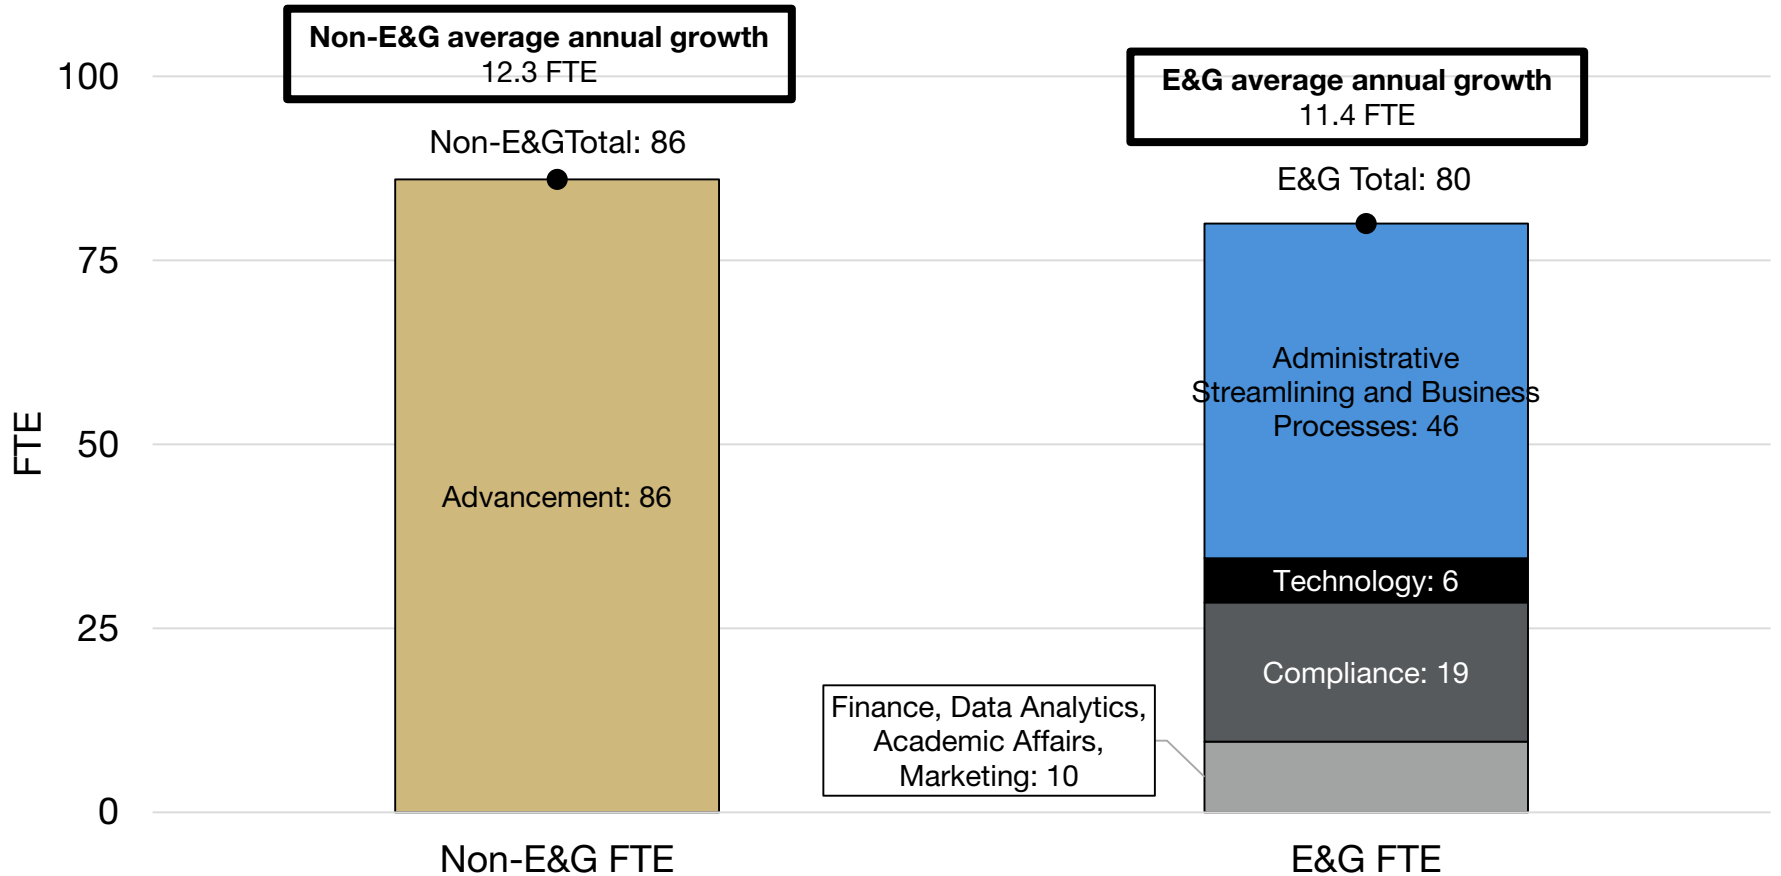 Non-E&G average annual growth
12.3 FTE
E&G average annual growth
11.4 FTE
Non-E&GTotal: 86
E&G Total: 80
100
75
50
25
0
FTE
Advancement: 86
Administrative
Streamlining and Business
Processes: 46
Technology: 6
Compliance: 19
Finance, Data Analytics,
Academic Affairs,
Marketing: 10
Non-E&G FTE
E&G FTE